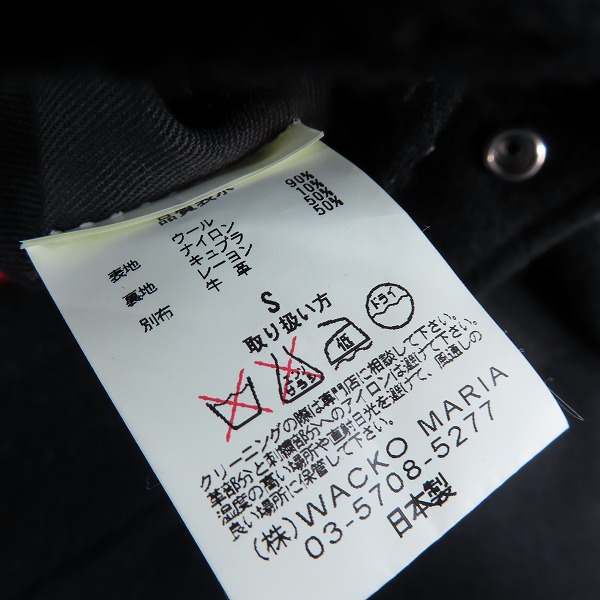 品質表示
表地 ウール 90%
ナイロン 10%
裏地 キュプラ 50%
レーヨン 50%
別布 牛革
S
取り扱い方
エンソサラシ 低 ドライ
クリーニングの際は専門店に相談して下さい。
革部分と刺繍部分へのアイロンは避けて下さい。
湿度の高い場所や直射日光を避けて、風通しの
良い場所に保管して下さい。
(株)WACKO MARIA
03-5708-5277
日本製